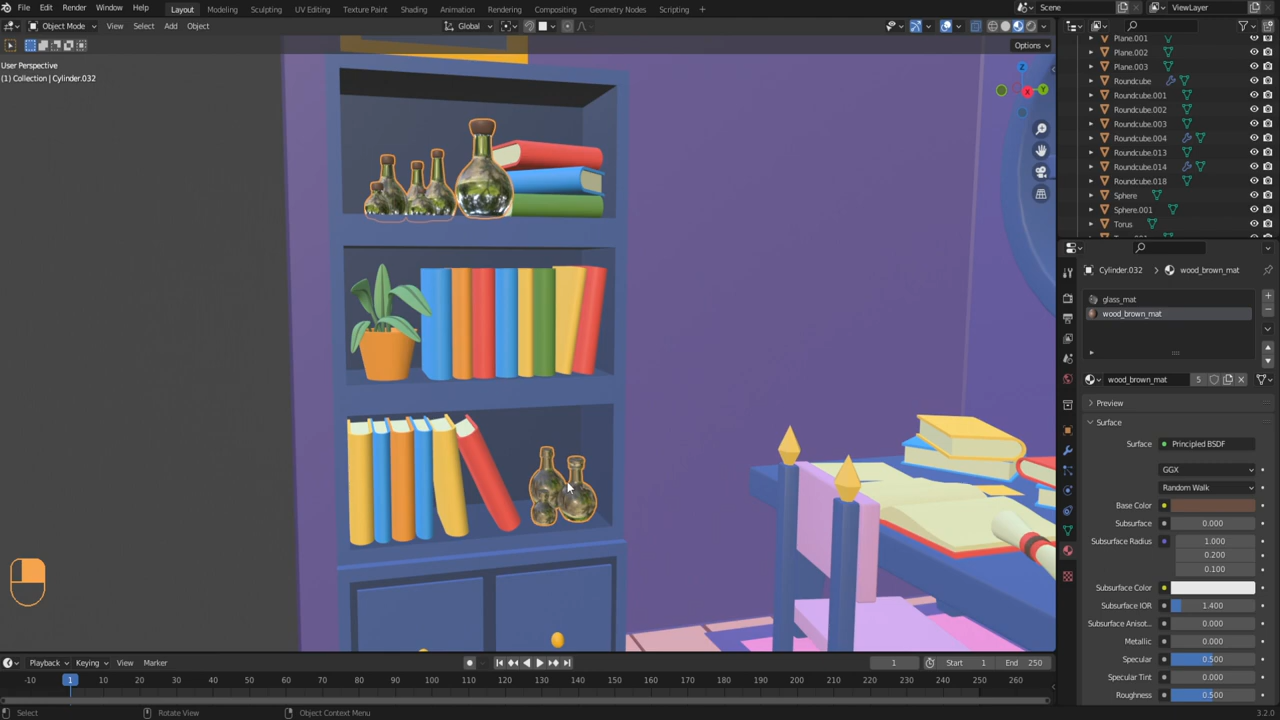 File Edit Render Window Help Layout Modeling Sculpting UV Editing Texture Paint Shading Animation Rendering Compositing Geometry Nodes Scripting + Scene ViewLayer
Object Mode View Select Add Object Global
Options
User Perspective
(1) Collection | Cylinder.032
Z
Y
X
Plane.001
Plane.002
Plane.003
Roundcube
Roundcube.001
Roundcube.002
Roundcube.003
Roundcube.004
Roundcube.013
Roundcube.014
Roundcube.018
Sphere
Sphere.001
Torus
Cylinder.032 > wood_brown_mat
glass_mat
wood_brown_mat
wood_brown_mat 5
Preview
Surface
Surface Principled BSDF
GGX
Random Walk
Base Color
Subsurface 0.000
Subsurface Radius 1.000
0.200
0.100
Subsurface Color
Subsurface IOR 1.400
Subsurface Anisot... 0.000
Metallic 0.000
Specular 0.500
Specular Tint 0.000
Roughness 0.500
Playback Keying View Marker 1 Start 1 End 250
-10 1 10 20 30 40 50 60 70 80 90 100 110 120 130 140 150 160 170 180 190 200 210 220 230 240 250 260
Select Rotate View Object Context Menu 3.2.0